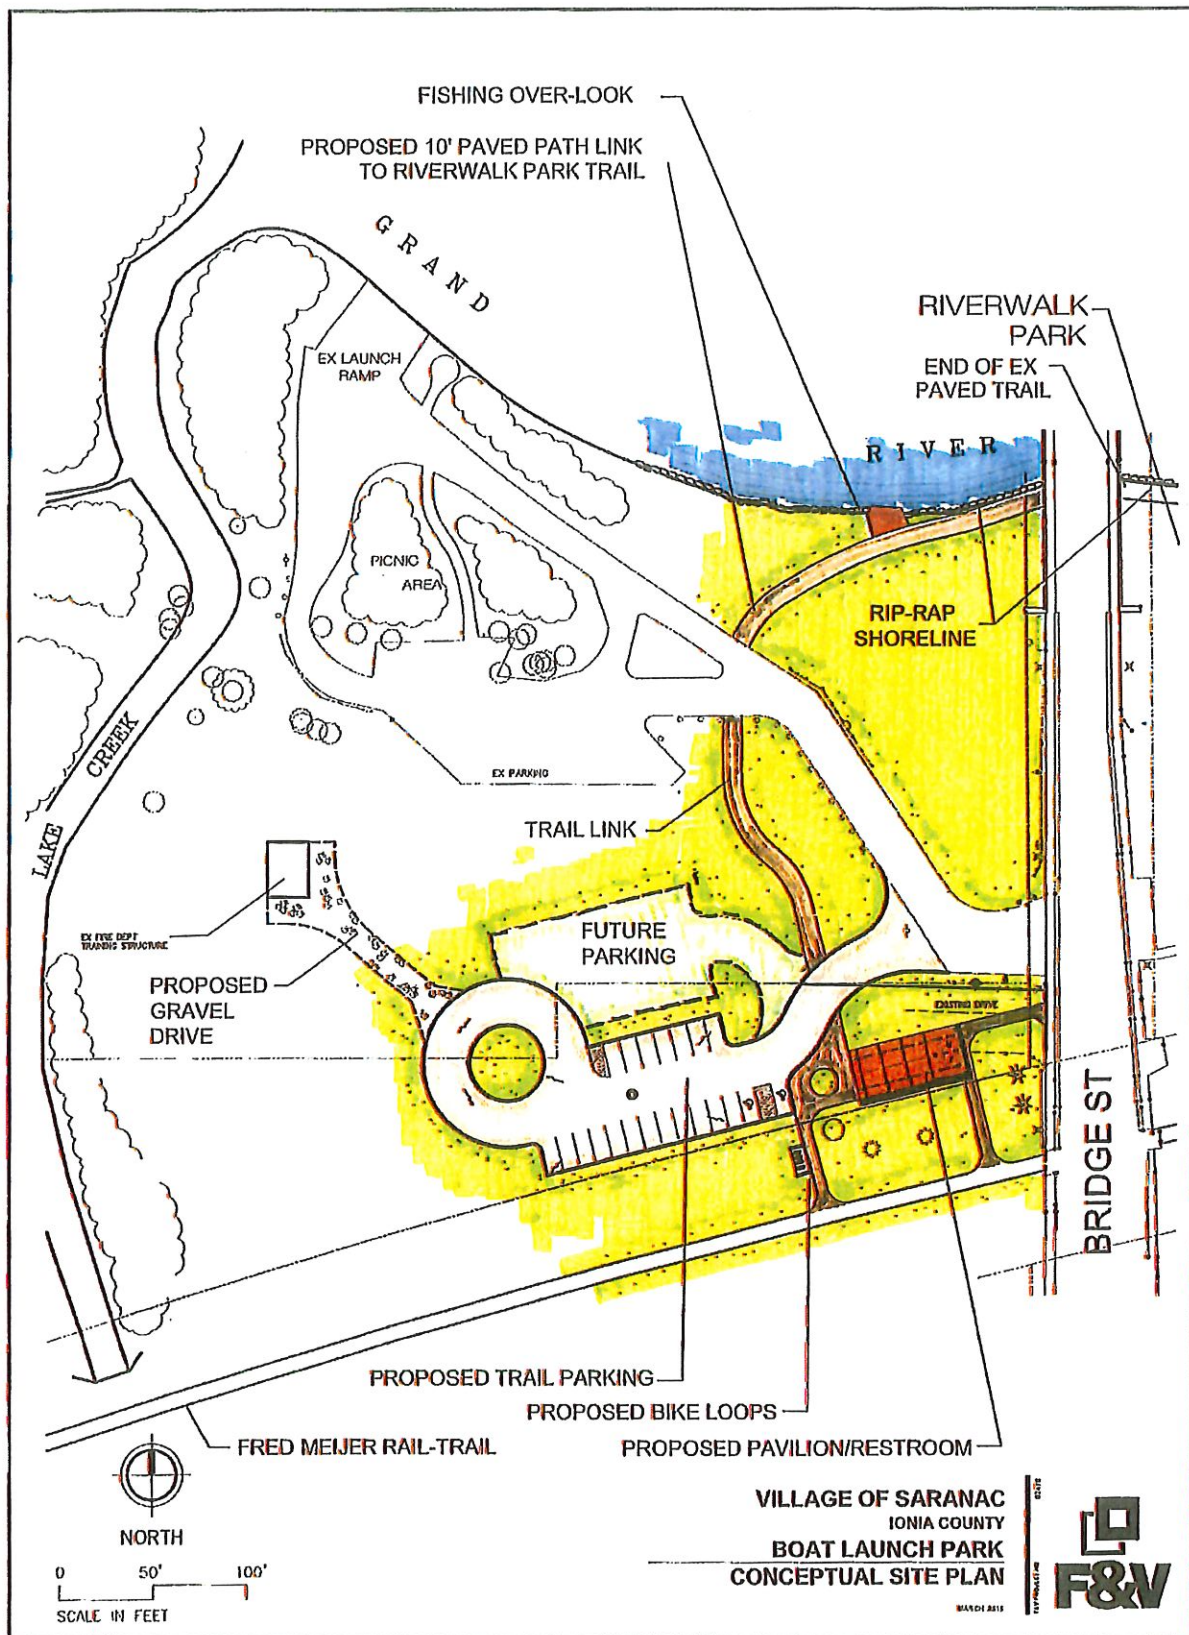 FISHING OVER-LOOK
PROPOSED 10' PAVED PATH LINK
TO RIVERWALK PARK TRAIL
GRAND
RIVERWALK
PARK
END OF EX
PAVED TRAIL
EX LAUNCH
RAMP
RIVER
PICNIC
AREA
RIP-RAP
SHORELINE
LAKE CREEK
EX PARKING
TRAIL LINK
EX FIRE DEPT
TRAINING STRUCTURE
FUTURE
PARKING
PROPOSED
GRAVEL
DRIVE
EXISTING DRIVE
BRIDGE ST
PROPOSED TRAIL PARKING
PROPOSED BIKE LOOPS
FRED MEIJER RAIL-TRAIL
PROPOSED PAVILION/RESTROOM
NORTH
0 50' 100'
SCALE IN FEET
VILLAGE OF SARANAC
IONIA COUNTY
BOAT LAUNCH PARK
CONCEPTUAL SITE PLAN
MARCH
F&V